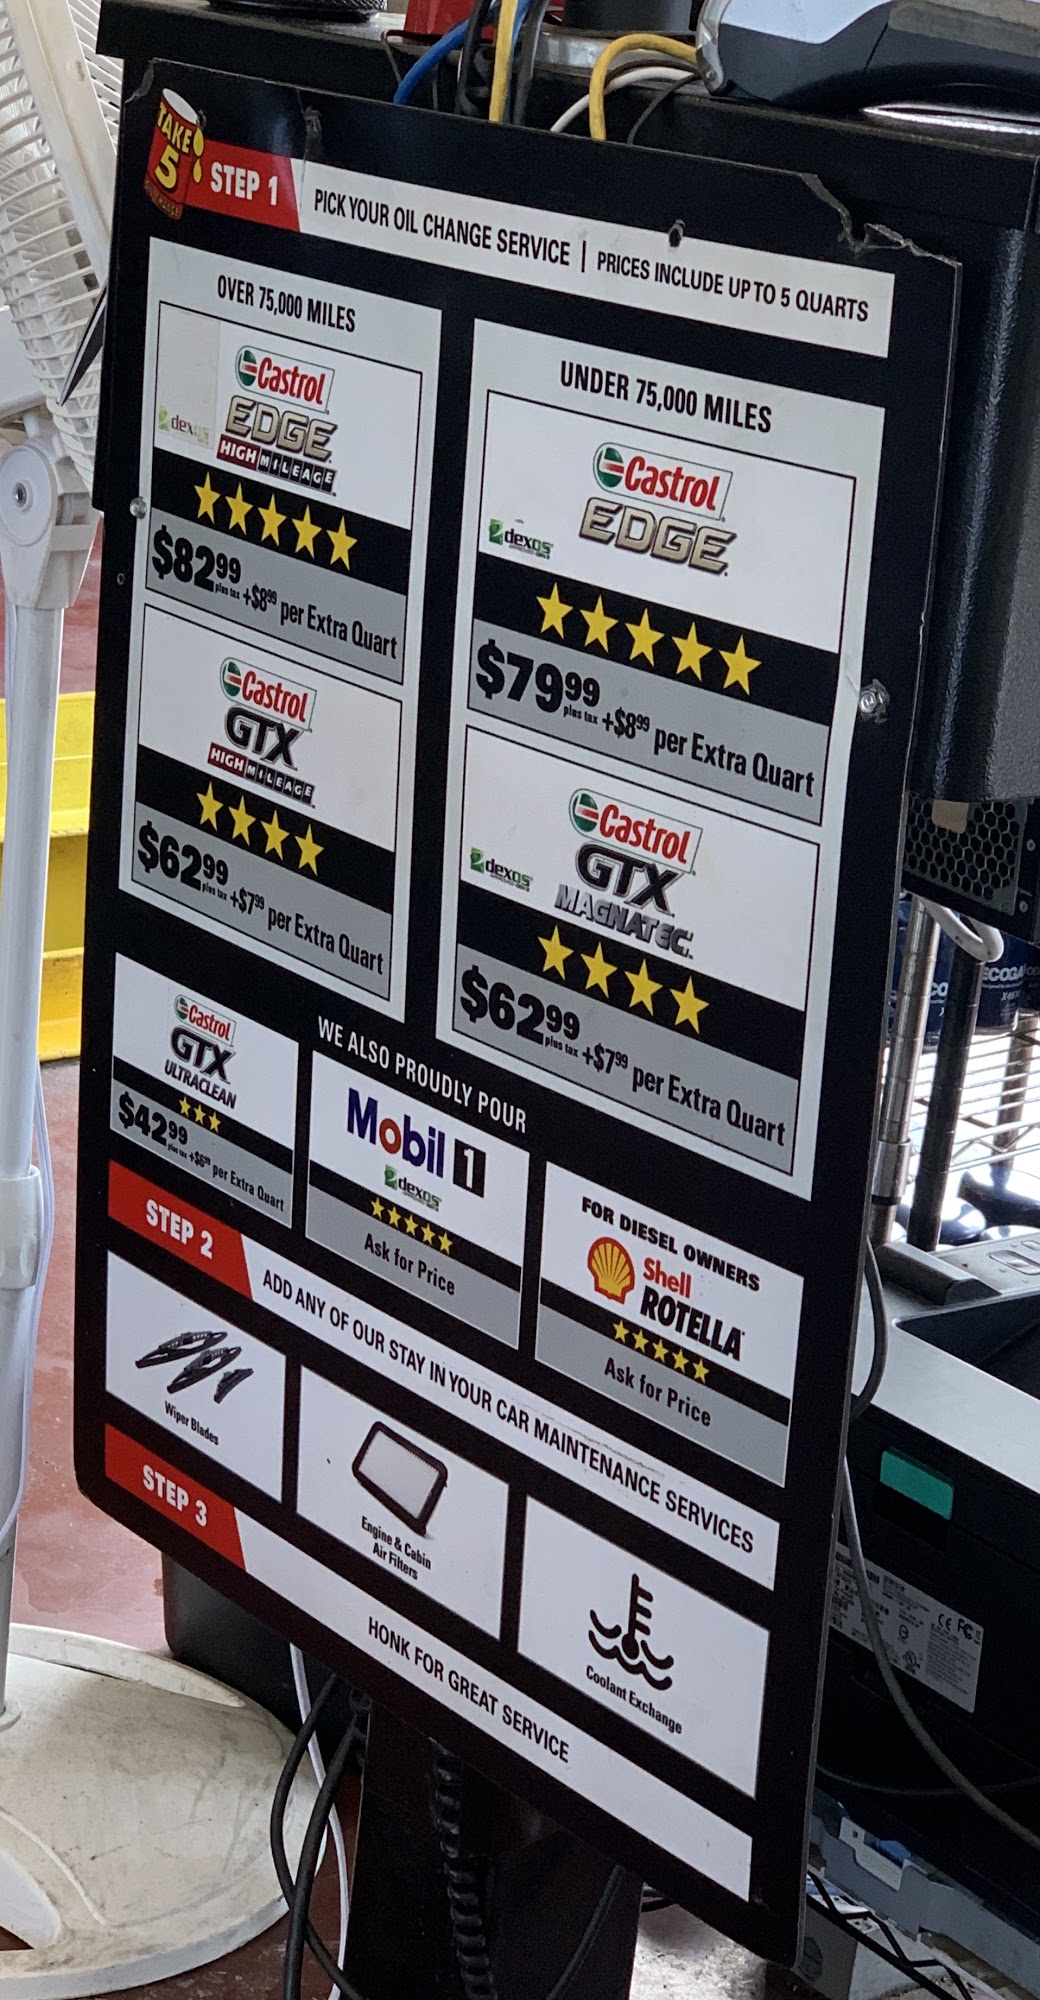 TAKE
5
STEP 1
PICK YOUR OIL CHANGE SERVICE | PRICES INCLUDE UP TO 5 QUARTS
OVER 75,000 MILES
Castrol
EDGE
HIGH MILEAGE
dexos
$82.99 plus tax +$8.99 per Extra Quart
Castrol
GTX
HIGH MILEAGE
$62.99 plus tax +$7.99 per Extra Quart
UNDER 75,000 MILES
Castrol
EDGE
dexos
$79.99 plus tax +$8.99 per Extra Quart
Castrol
GTX
MAGNATEC
dexos
$62.99 plus tax +$7.99 per Extra Quart
Castrol
GTX
ULTRACLEAN
$42.99 plus tax +$6.99 per Extra Quart
WE ALSO PROUDLY POUR
Mobil 1
dexos
Ask for Price
FOR DIESEL OWNERS
Shell
ROTELLA
Ask for Price
STEP 2
ADD ANY OF OUR STAY IN YOUR CAR MAINTENANCE SERVICES
Wiper Blades
Engine & Cabin
Air Filters
Coolant Exchange
STEP 3
HONK FOR GREAT SERVICE